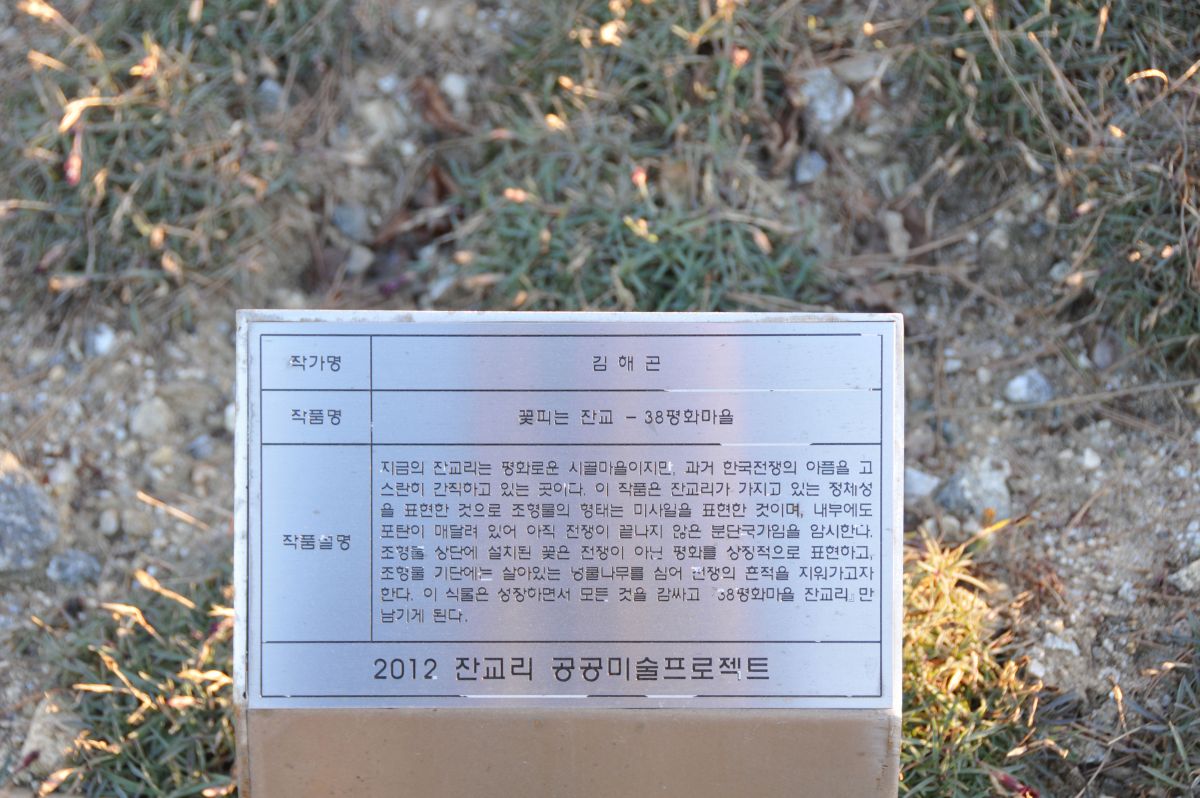 작가명 김해곤
작품명 꽃피는 잔교 - 38평화마을
작품설명
지금의 잔교리는 평화로운 시골마을이지만, 과거 한국전쟁의 아픔을 고
스란히 간직하고 있는 곳이다. 이 작품은 잔교리가 가지고 있는 정체성
을 표현한 것으로 조형물의 형태는 미사일을 표현한 것이며, 내부에도
포탄이 매달려 있어 아직 전쟁이 끝나지 않은 분단국가임을 암시한다.
조형물 상단에 설치된 꽃은 전쟁이 아닌 평화를 상징적으로 표현하고,
조형물 기단에는 살아있는 넝쿨나무를 심어 전쟁의 흔적을 지워가고자
한다. 이 식물은 성장하면서 모든 것을 감싸고 『38평화마을 잔교리』만
남기게 된다.
2012 잔교리 공공미술프로젝트